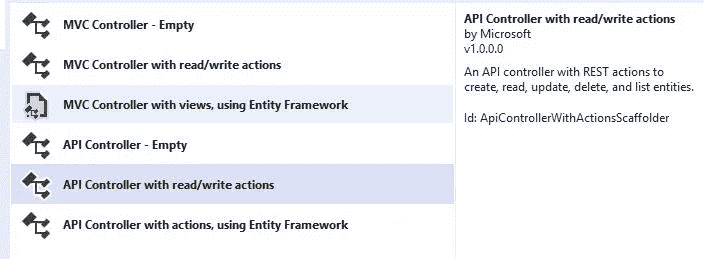 MVC Controller - Empty
MVC Controller with read/write actions
MVC Controller with views, using Entity Framework
API Controller - Empty
API Controller with read/write actions
API Controller with actions, using Entity Framework
API Controller with read/write actions
by Microsoft
v1.0.0.0
An API controller with REST actions to
create, read, update, delete, and list entities.
Id: ApiControllerWithActionsScaffolder